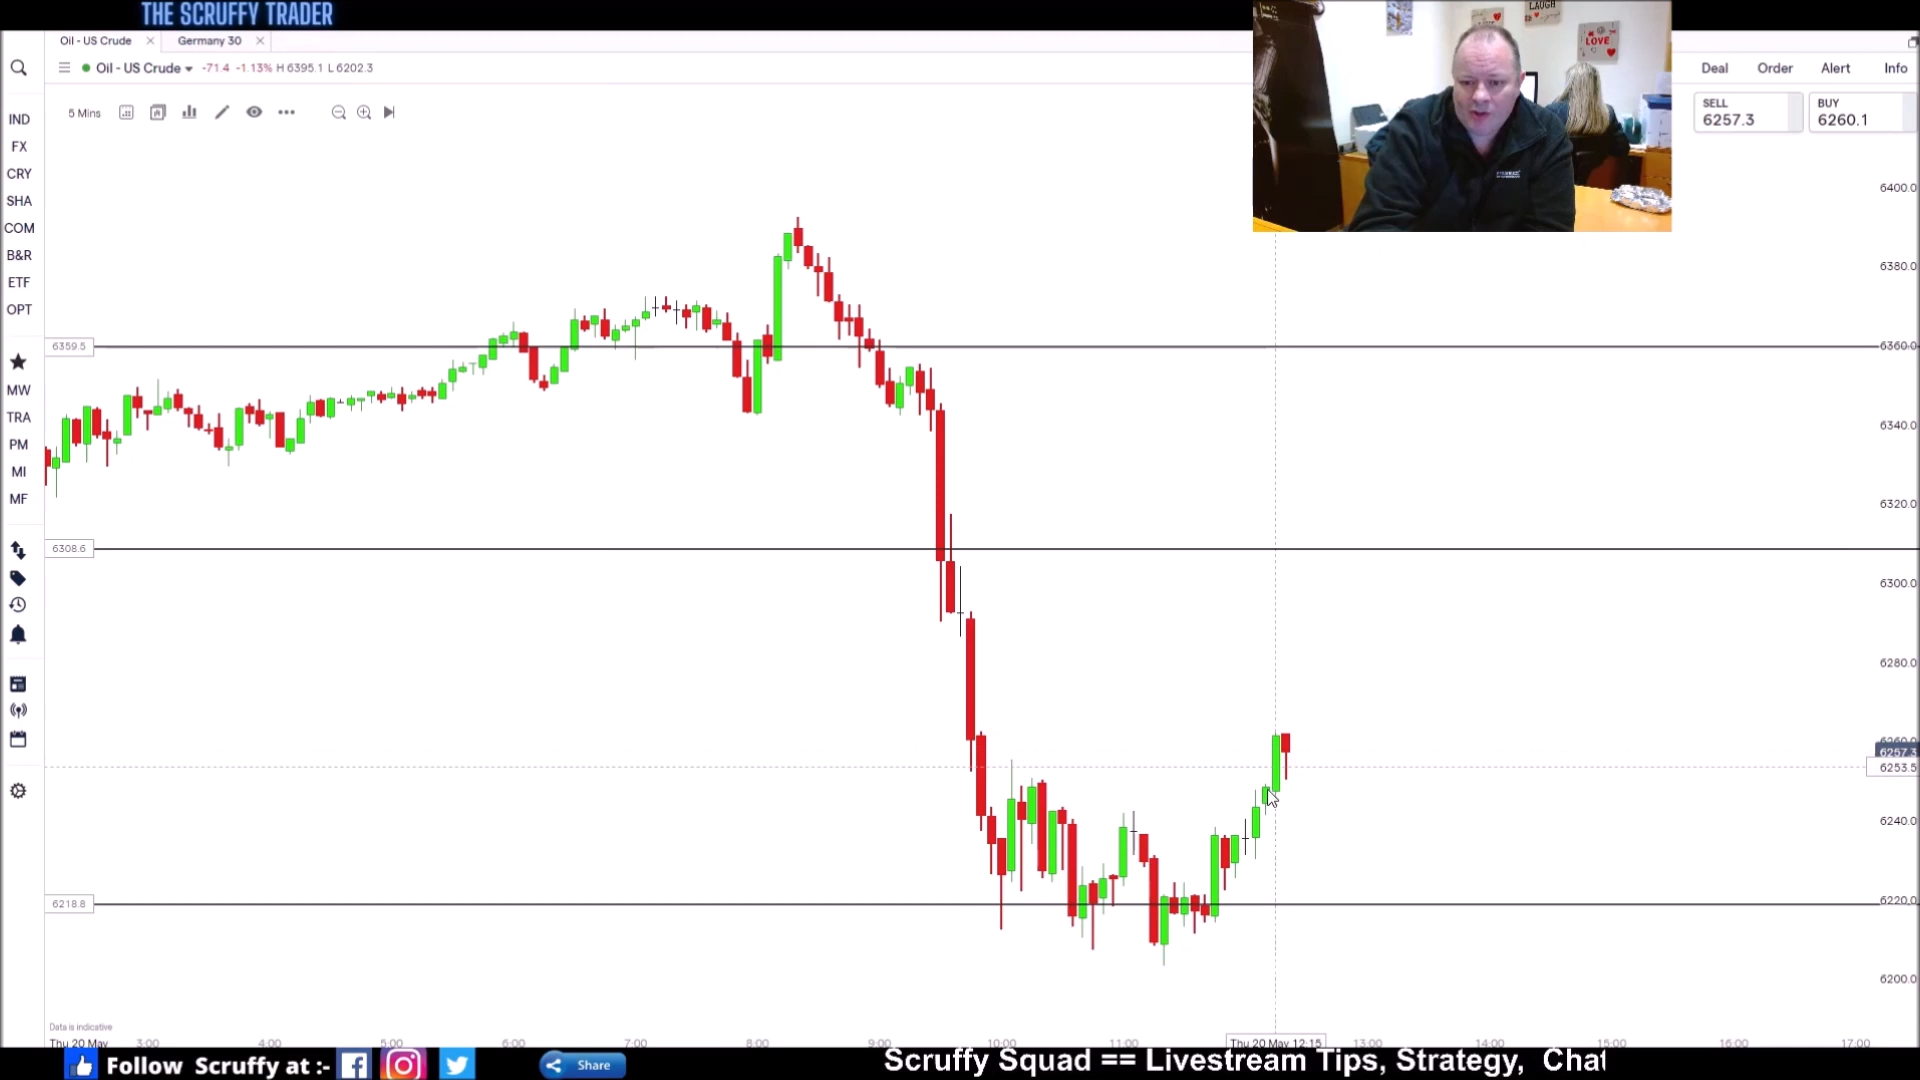 THE SCRUFFY TRADER
LAUGH
LOVE
Oil - US Crude
Germany 30
Oil - US Crude -71.4 -1.13% H 6395.1 L 6202.3
Deal Order Alert Info
5 Mins
SELL
6257.3
BUY
6260.1
IND
FX
CRY
SHA
COM
B&R
ETF
OPT
MW
TRA
PM
MI
MF
6359.5
6308.6
6218.8
6400.0
6380.0
6360.0
6340.0
6320.0
6300.0
6280.0
6260.0
6257.3
6253.5
6240.0
6220.0
6200.0
Data is indicative
Thu 20 May 3:00 4:00 5:00 6:00 7:00 8:00 9:00 10:00 11:00 Thu 20 May 12:15 13:00 14:00 15:00 16:00 17:00
Follow Scruffy at :-
Share
Scruffy Squad == Livestream Tips, Strategy, Chat